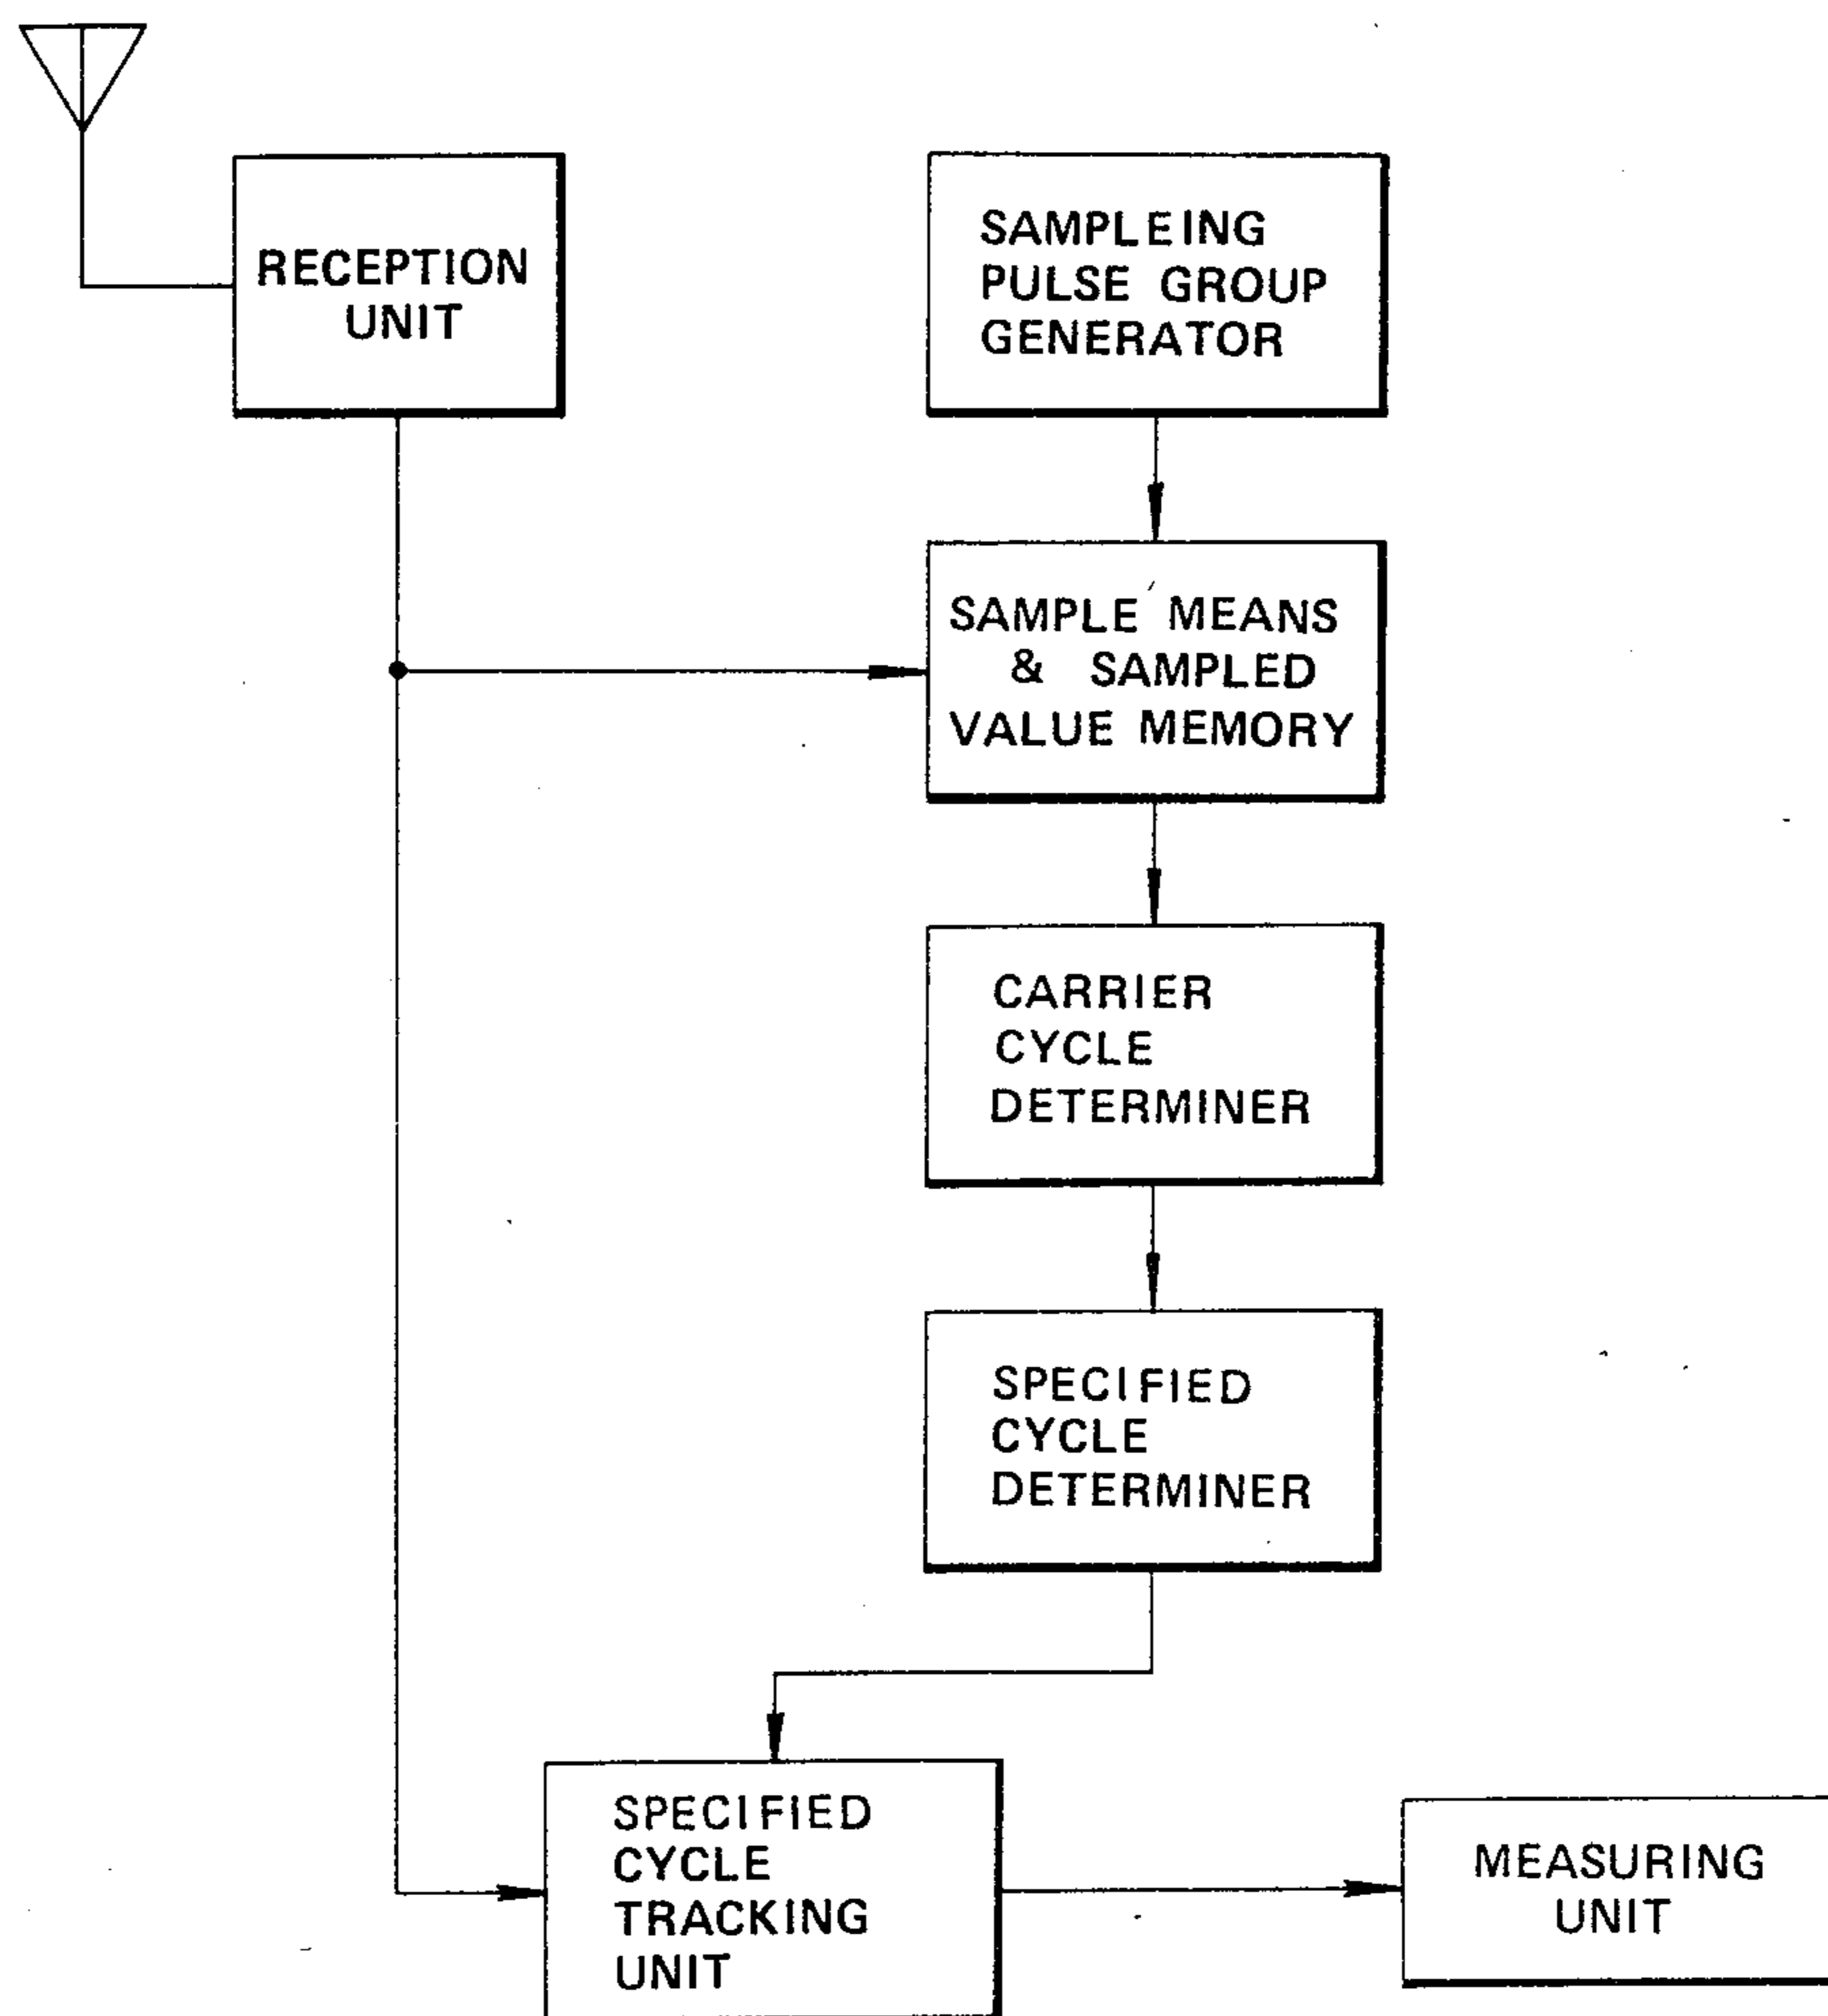 RECEPTION
UNIT
SAMPLEING
PULSE GROUP
GENERATOR
SAMPLE MEANS
& SAMPLED
VALUE MEMORY
CARRIER
CYCLE
DETERMINER
SPECIFIED
CYCLE
DETERMINER
SPECIFIED
CYCLE
TRACKING
UNIT
MEASURING
UNIT